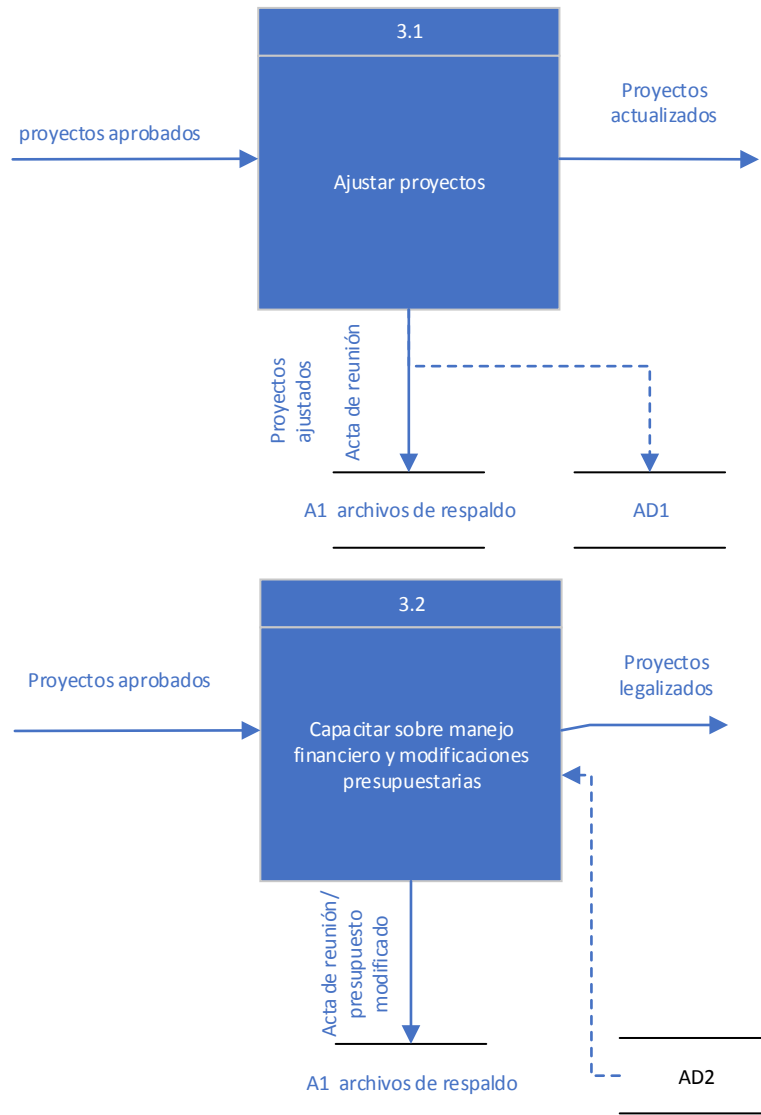 3.1
proyectos aprobados
Ajustar proyectos
Proyectos
actualizados
Proyectos
ajustados
Acta de reunión
A1 archivos de respaldo
AD1
3.2
Proyectos aprobados
Capacitar sobre manejo
financiero y modificaciones
presupuestarias
Proyectos
legalizados
Acta de reunión/
presupuesto
modificado
A1 archivos de respaldo
AD2